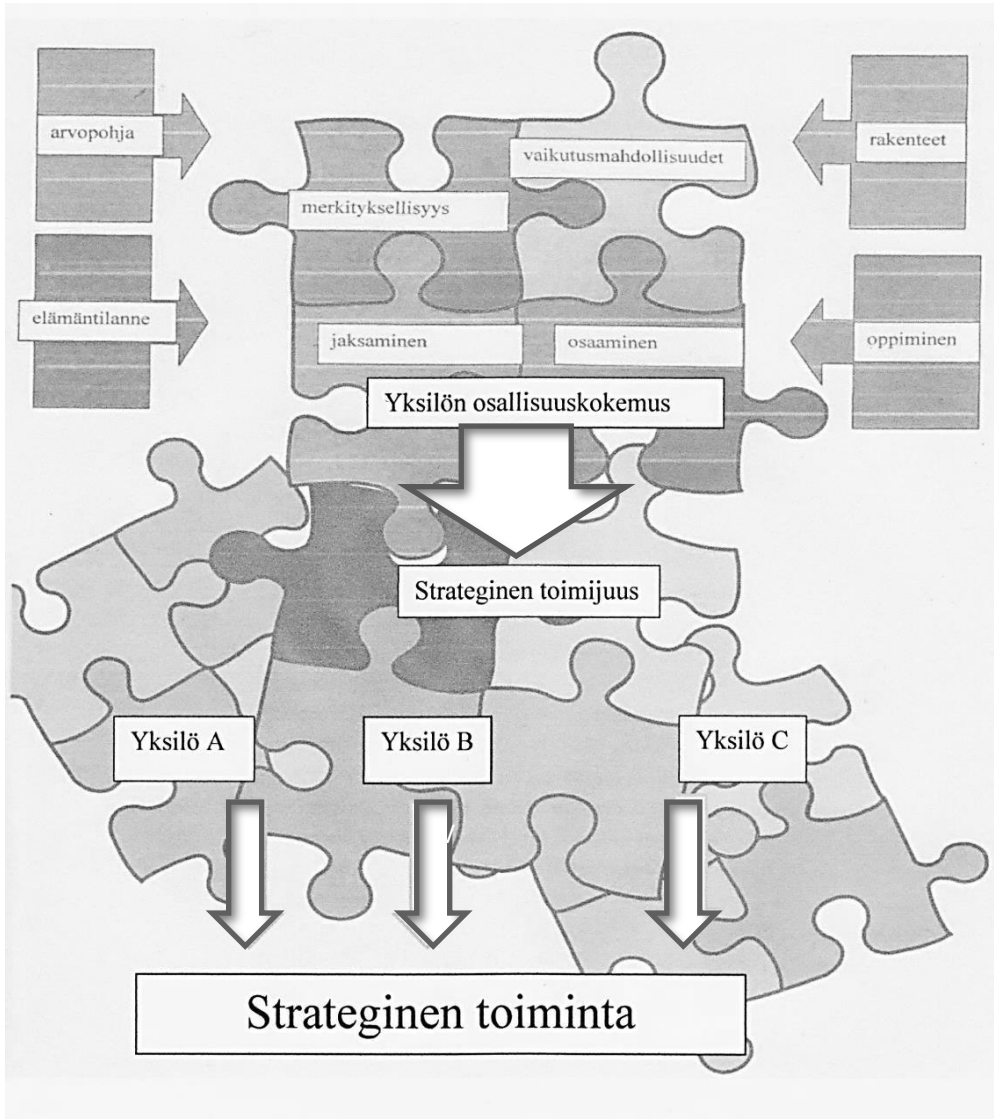 arvopohja
vaikutusmahdollisuudet
rakenteet
merkityksellisyys
elämäntilanne
jaksaminen
osaaminen
oppiminen
Yksilön osallisuuskokemus
Strateginen toimijuus
Yksilö A
Yksilö B
Yksilö C
Strateginen toiminta